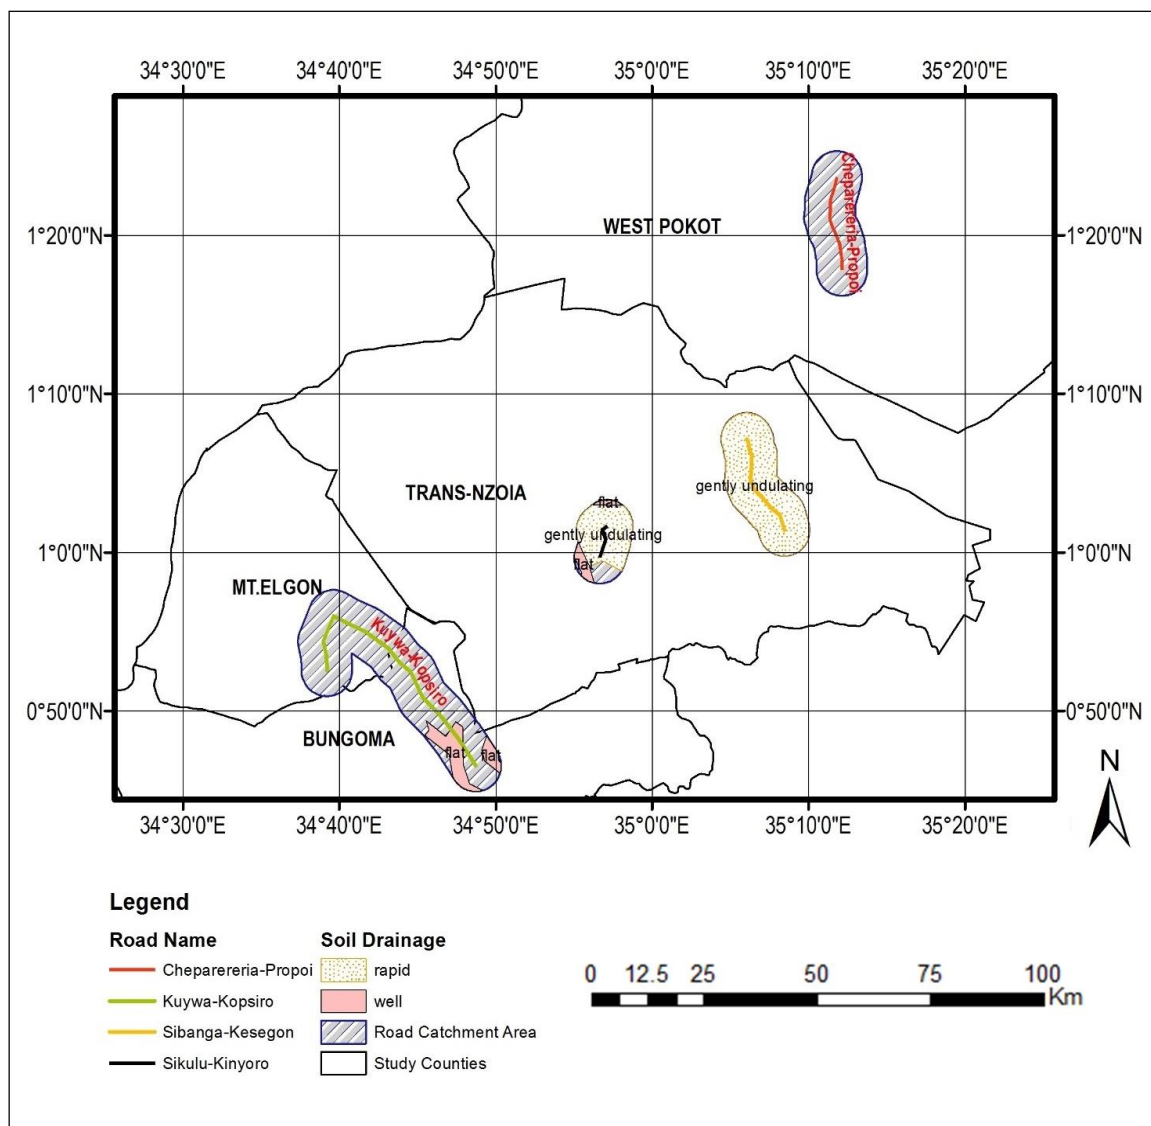 34°30'0"E 34°40'0"E 34°50'0"E 35°0'0"E 35°10'0"E 35°20'0"E
Cheparereria-Propoi
WEST POKOT
1°20'0"N 1°20'0"N
1°10'0"N 1°10'0"N
gently undulating
TRANS-NZOIA
flat
gently undulating
1°0'0"N 1°0'0"N
flat
MT.ELGON
Kuywa-Kopsiro
0°50'0"N 0°50'0"N
BUNGOMA
flat flat
N
34°30'0"E 34°40'0"E 34°50'0"E 35°0'0"E 35°10'0"E 35°20'0"E
Legend
Road Name Soil Drainage
Cheparereria-Propoi rapid
Kuywa-Kopsiro well
Sibanga-Kesegon Road Catchment Area
Sikulu-Kinyoro Study Counties
0 12.5 25 50 75 100
Km